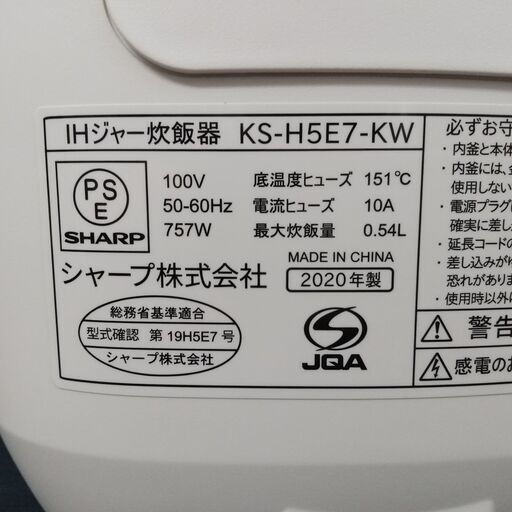 IHジャー炊飯器 KS-H5E7-KW
PS
E
SHARP
100V 底温度ヒューズ 151℃
50-60Hz 電流ヒューズ 10A
757W 最大炊飯量 0.54L
MADE IN CHINA
シャープ株式会社 2020年製
総務省基準適合
型式確認 第 19H5E7 号
シャープ株式会社
JQA
必ずお守
・内釜と本体
・内釜には、
使用しない
・電源プラグ
確実に差し
・延長コードの
・差し込みが
恐れがありま
・使用時以外
警告
感電のお